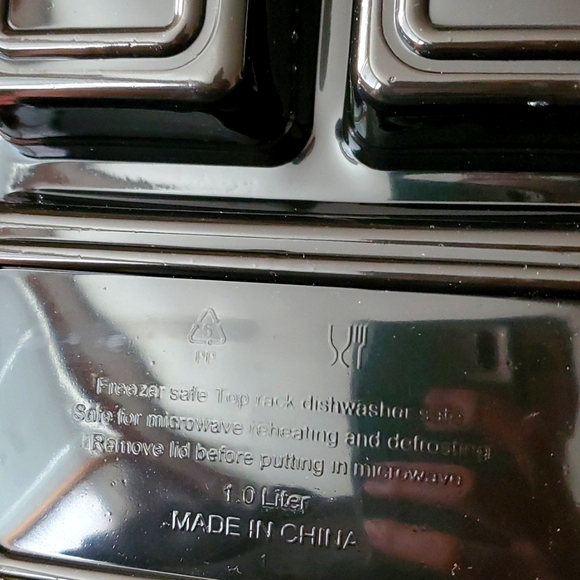 5
PP
Freezer safe Top rack dishwasher safe
Safe for microwave reheating and defrosting
Remove lid before putting in microwave
1.0 Liter
MADE IN CHINA
1